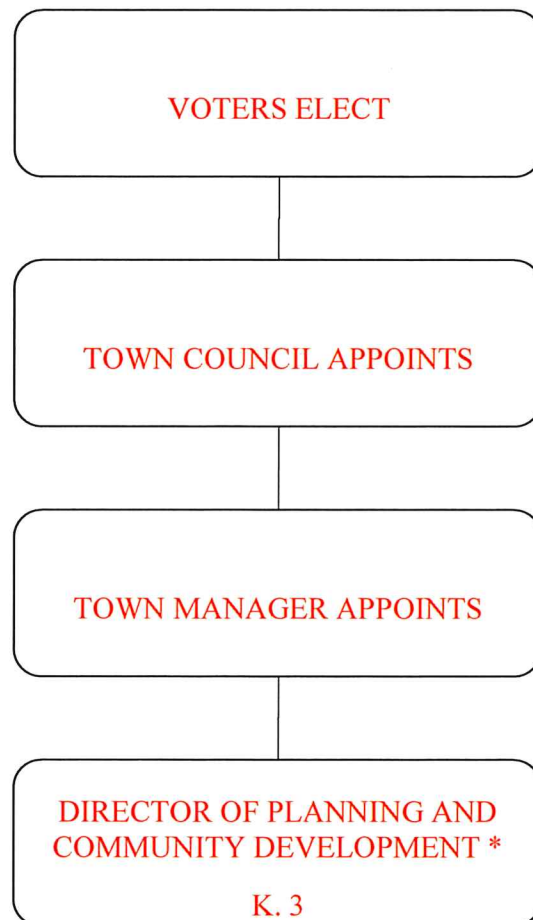 VOTERS ELECT
TOWN COUNCIL APPOINTS
TOWN MANAGER APPOINTS
DIRECTOR OF PLANNING AND
COMMUNITY DEVELOPMENT *
K. 3